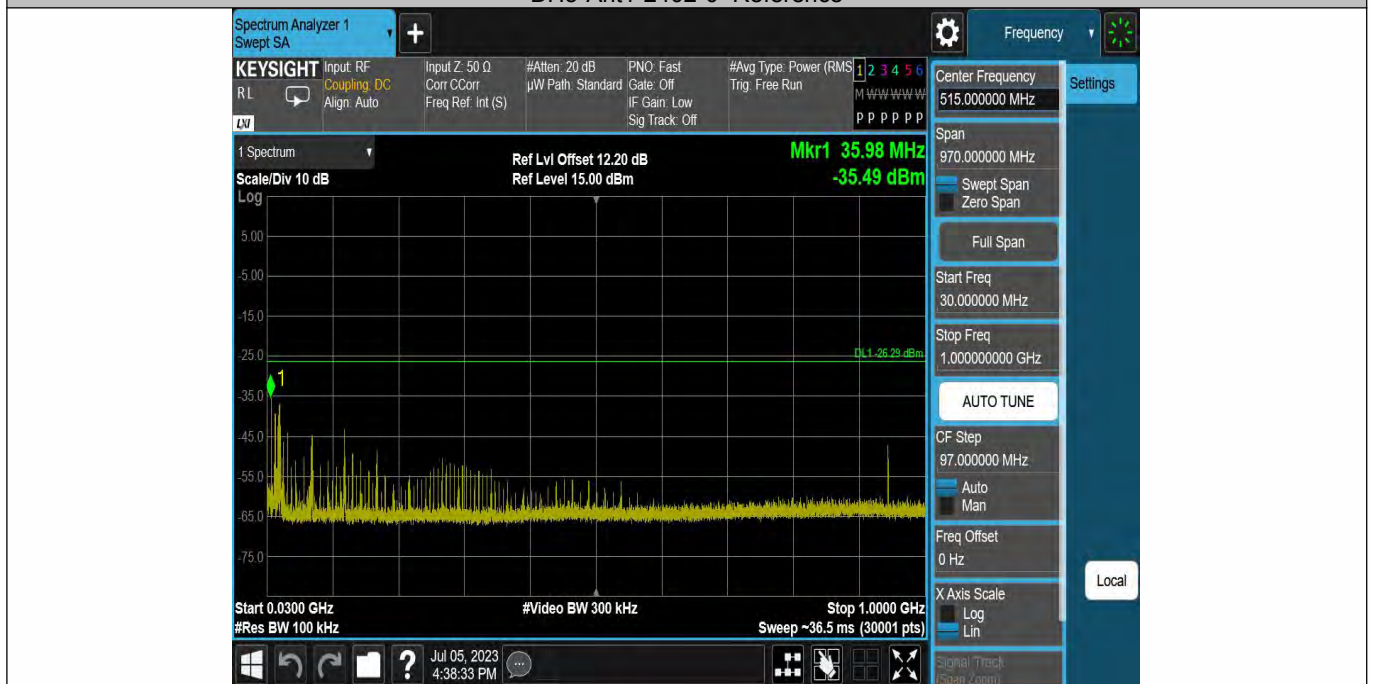 Spectrum Analyzer 1
Swept SA
+
Frequency
KEYSIGHT
RL
LXI
Input: RF
Coupling: DC
Align: Auto
Input Z: 50 Ω
Corr CCorr
Freq Ref: Int (S)
#Atten: 20 dB
µW Path: Standard
PNO: Fast
Gate: Off
IF Gain: Low
Sig Track: Off
#Avg Type: Power (RMS
Trig: Free Run
1 2 3 4 5 6
M W W W W W
P P P P P P
1 Spectrum
Scale/Div 10 dB
Log
Ref Lvl Offset 12.20 dB
Ref Level 15.00 dBm
Mkr1 35.98 MHz
-35.49 dBm
5.00
-5.00
-15.0
-25.0
DL1 -26.29 dBm
1
-35.0
-45.0
-55.0
-65.0
-75.0
Start 0.0300 GHz
#Video BW 300 kHz
Stop 1.0000 GHz
#Res BW 100 kHz
Sweep ~36.5 ms (30001 pts)
Center Frequency
515.000000 MHz
Settings
Span
970.000000 MHz
Swept Span
Zero Span
Full Span
Start Freq
30.000000 MHz
Stop Freq
1.000000000 GHz
AUTO TUNE
CF Step
97.000000 MHz
Auto
Man
Freq Offset
0 Hz
X Axis Scale
Log
Lin
Local
Signal Track
(Span Zoom)
?
Jul 05, 2023
4:38:33 PM